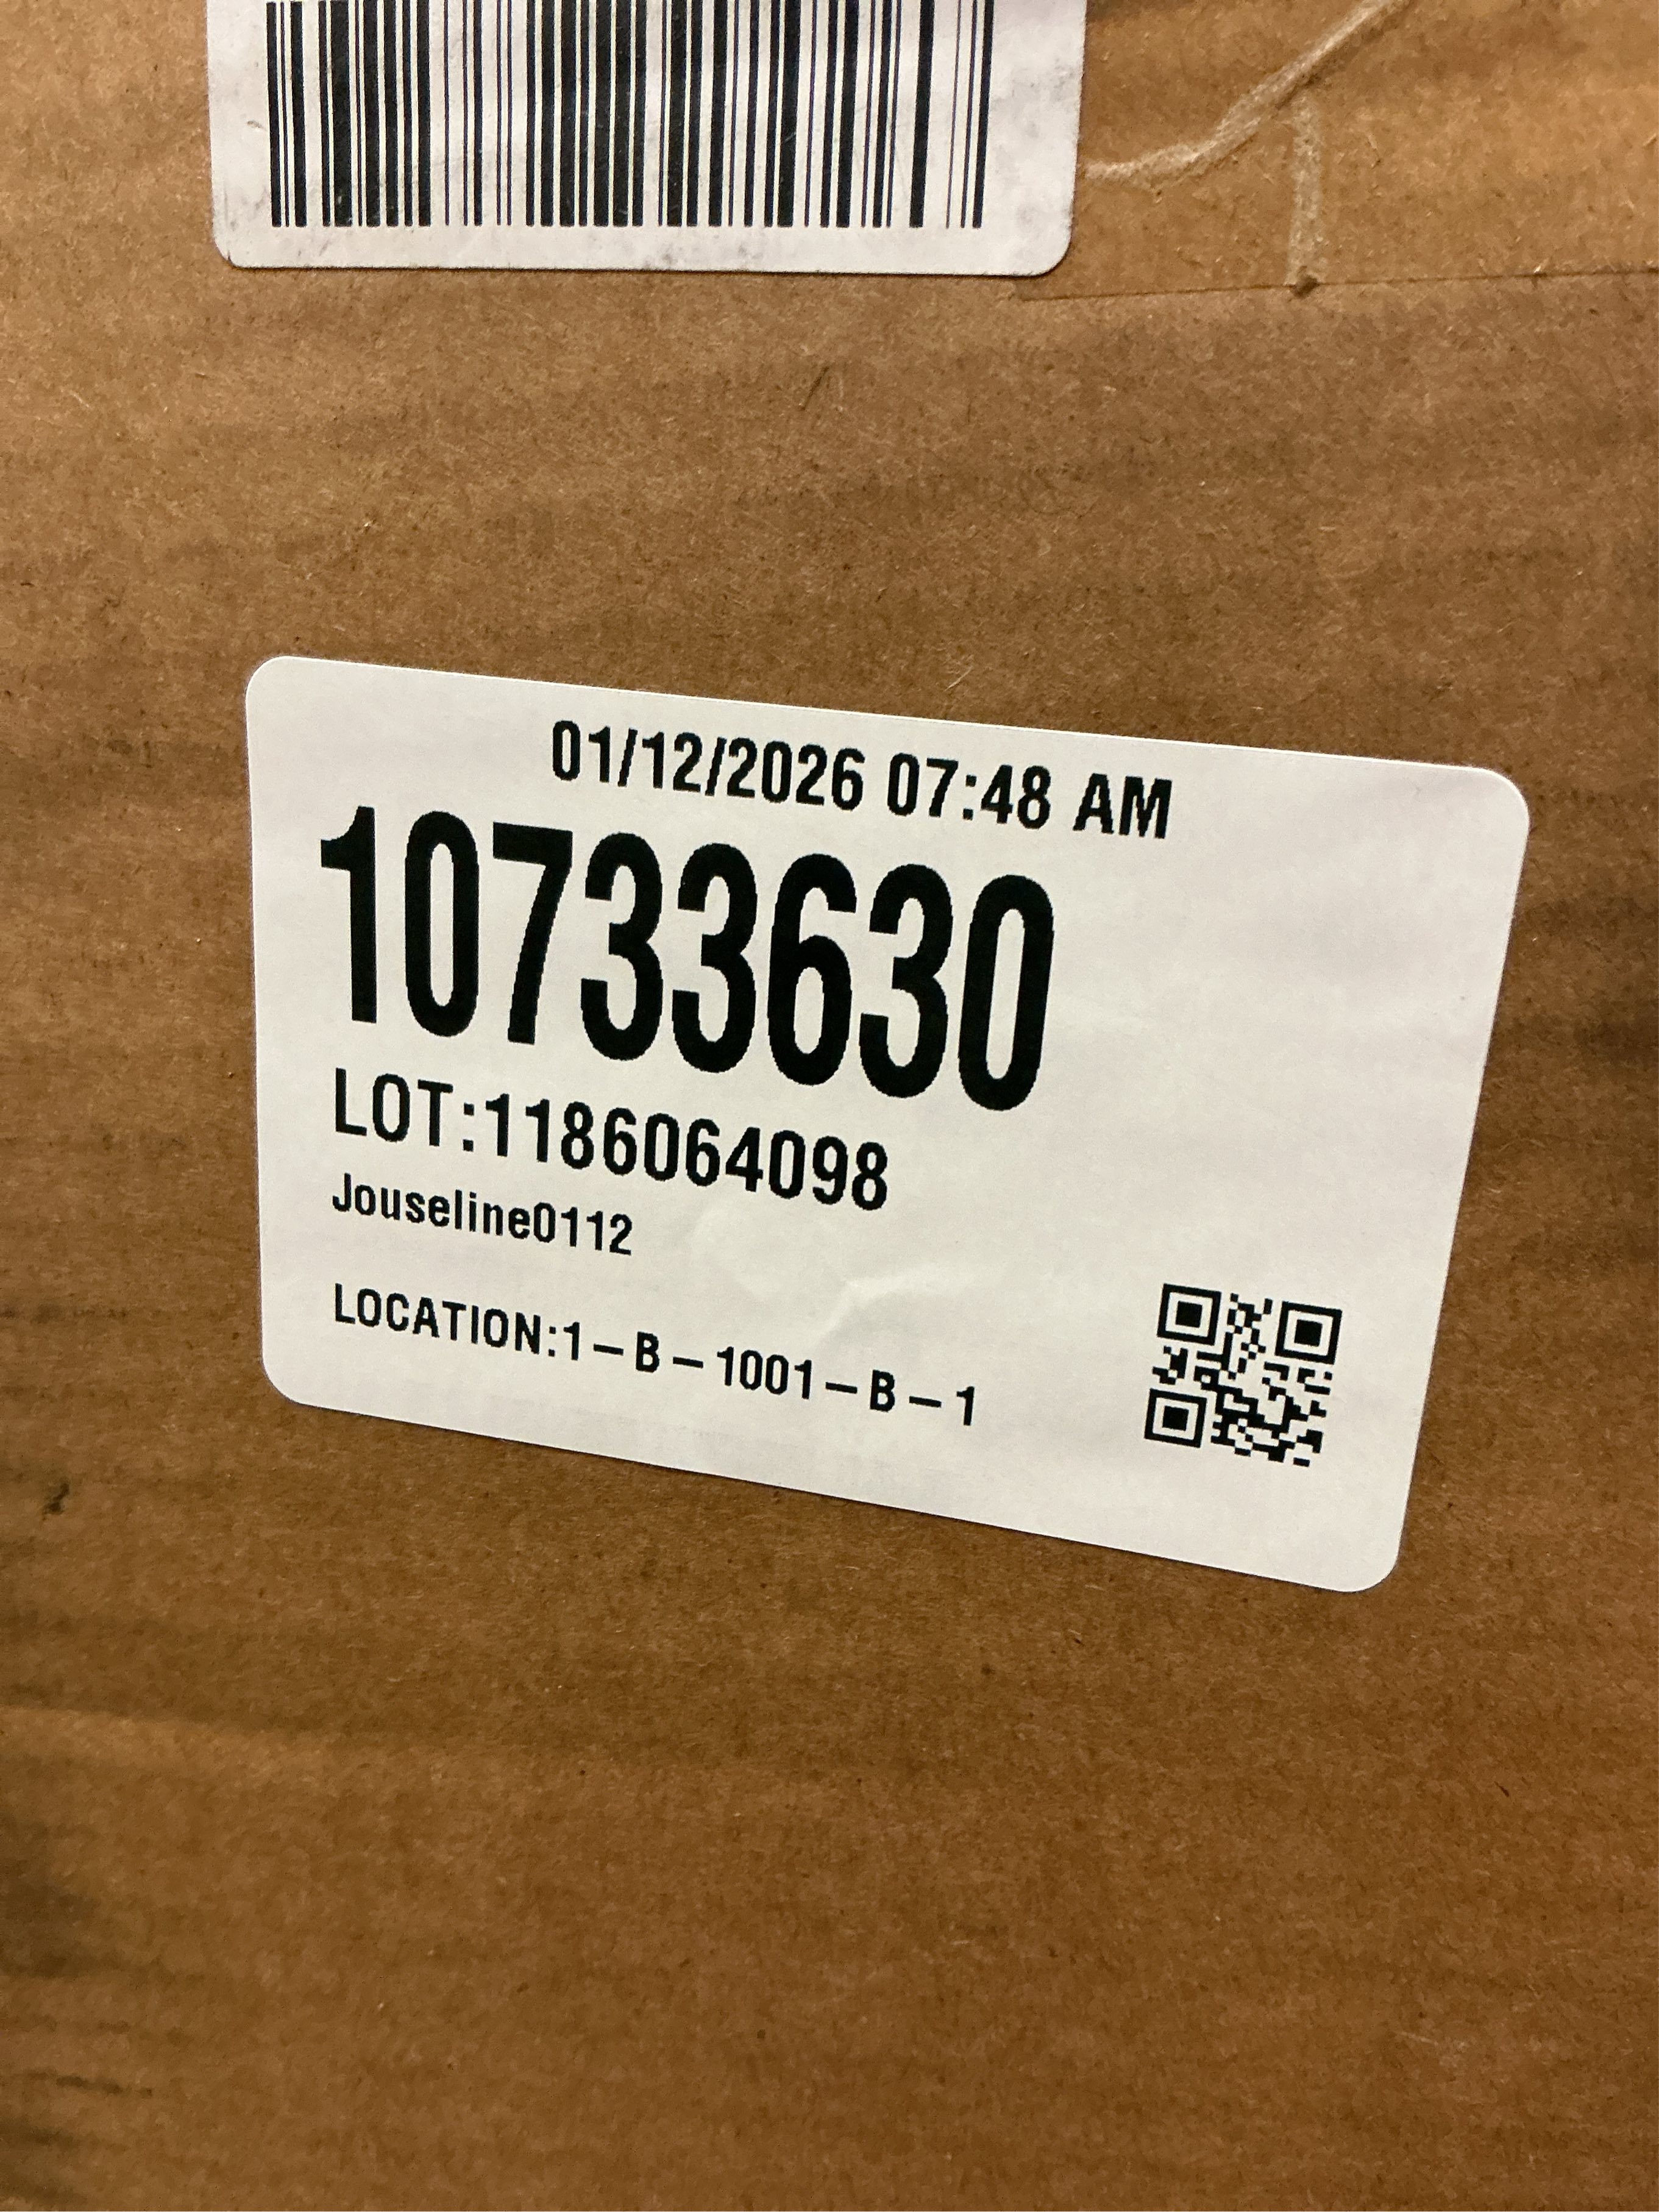 01/12/2026 07:48 AM
10733630
LOT:1186064098
Jouseline0112
LOCATION:1-B-1001-B-1